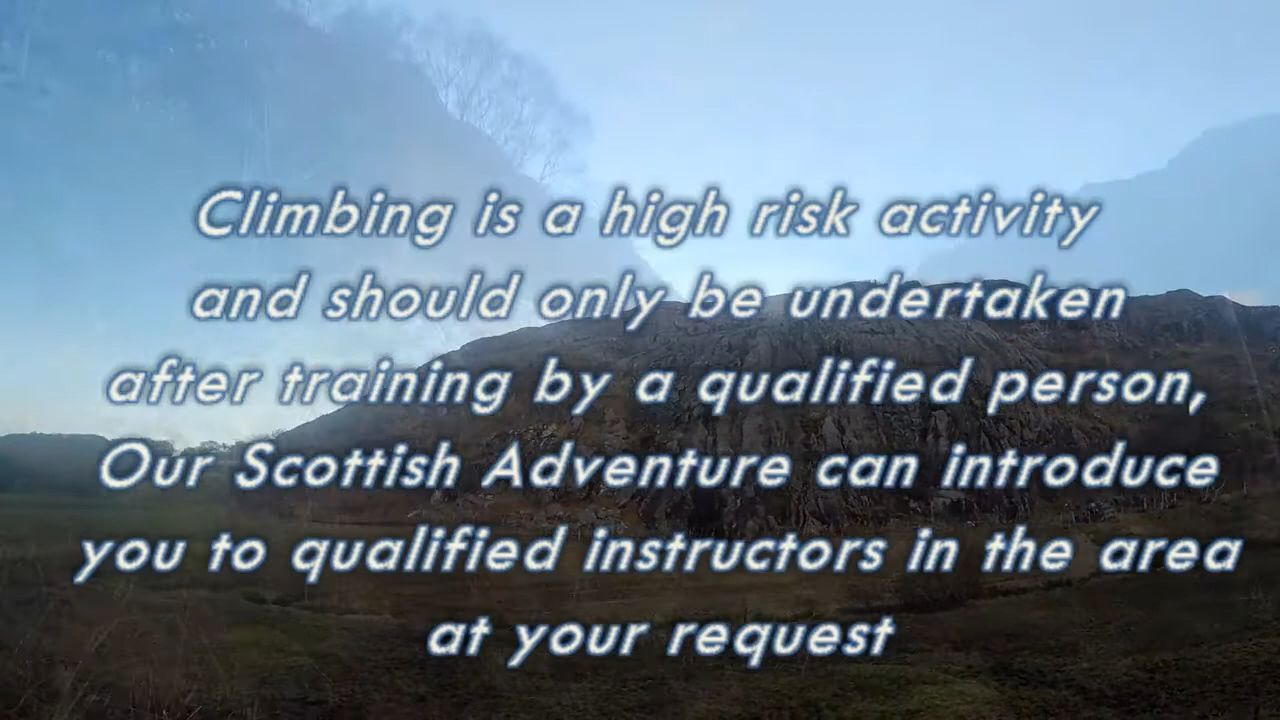 Climbing is a high risk activity
and should only be undertaken
after training by a qualified person,
Our Scottish Adventure can introduce
you to qualified instructors in the area
at your request